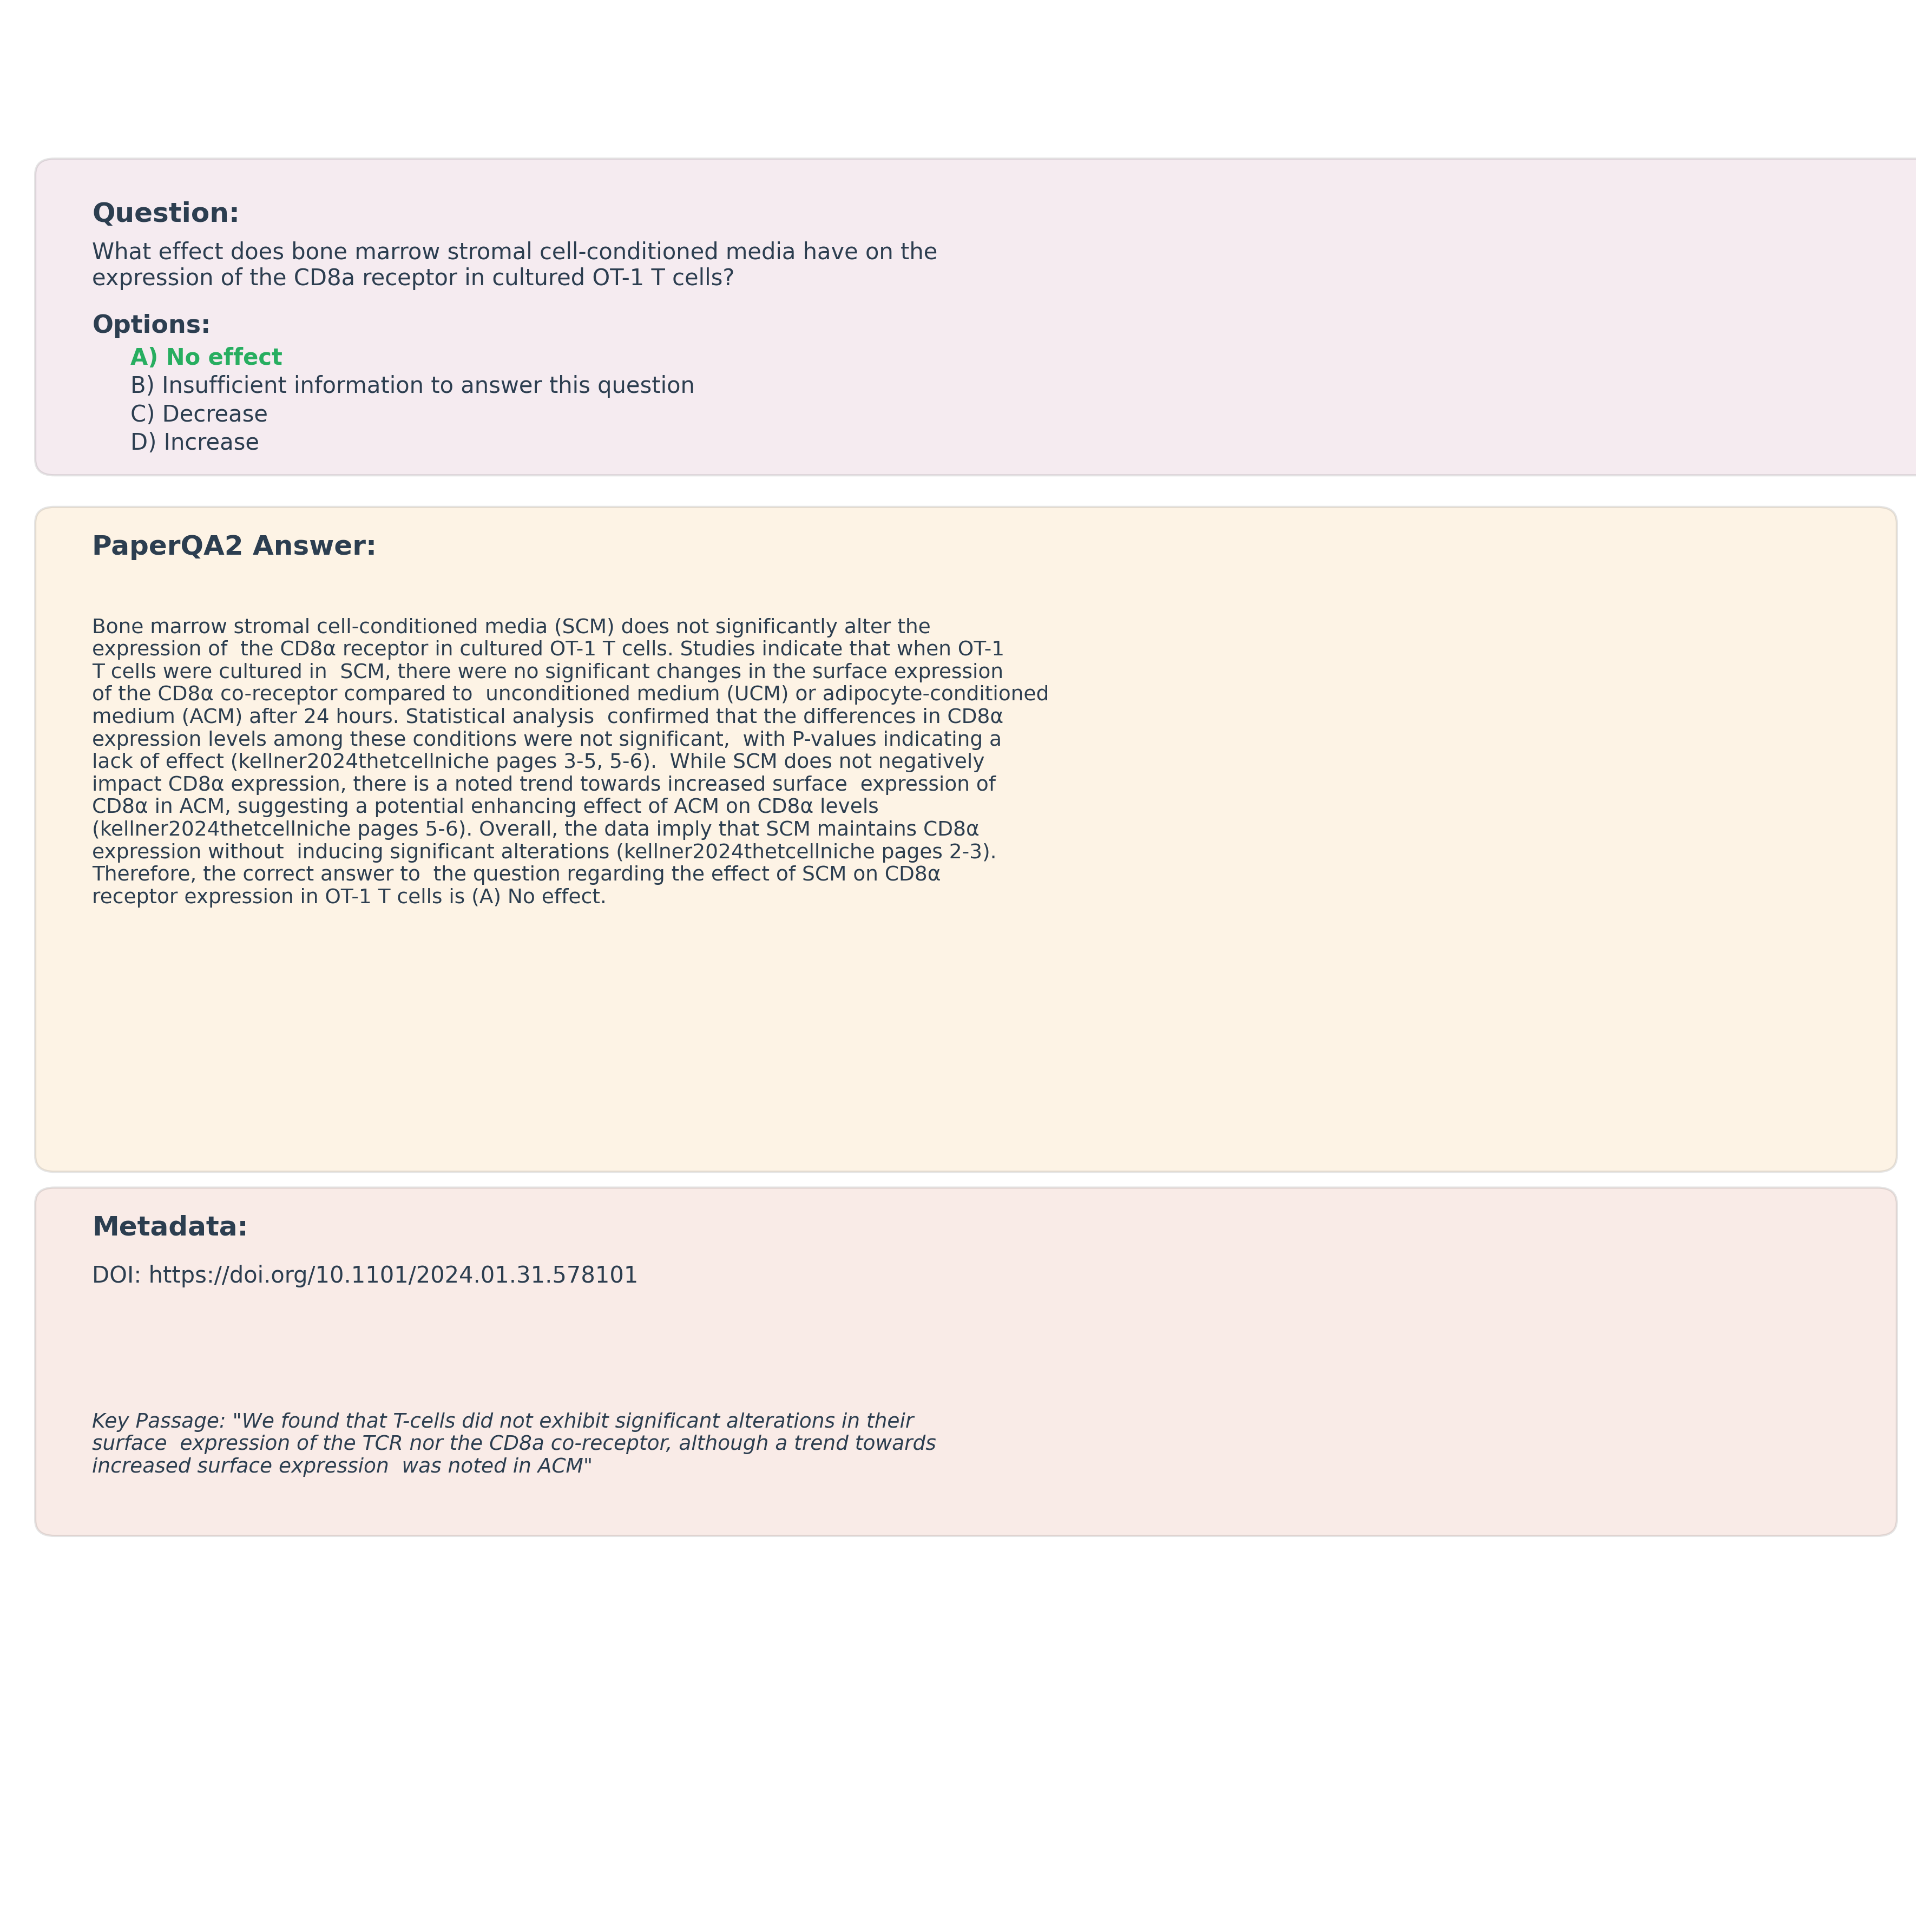 Question:
What effect does bone marrow stromal cell-conditioned media have on the
expression of the CD8a receptor in cultured OT-1 T cells?
Options:
A) No effect
B) Insufficient information to answer this question
C) Decrease
D) Increase
PaperQA2 Answer:
Bone marrow stromal cell-conditioned media (SCM) does not significantly alter the
expression of  the CD8α receptor in cultured OT-1 T cells. Studies indicate that when OT-1
T cells were cultured in  SCM, there were no significant changes in the surface expression
of the CD8α co-receptor compared to  unconditioned medium (UCM) or adipocyte-conditioned
medium (ACM) after 24 hours. Statistical analysis  confirmed that the differences in CD8α
expression levels among these conditions were not significant,  with P-values indicating a
lack of effect (kellner2024thetcellniche pages 3-5, 5-6).  While SCM does not negatively
impact CD8α expression, there is a noted trend towards increased surface  expression of
CD8α in ACM, suggesting a potential enhancing effect of ACM on CD8α levels
(kellner2024thetcellniche pages 5-6). Overall, the data imply that SCM maintains CD8α
expression without  inducing significant alterations (kellner2024thetcellniche pages 2-3).
Therefore, the correct answer to  the question regarding the effect of SCM on CD8α
receptor expression in OT-1 T cells is (A) No effect.
Metadata:
DOI: https://doi.org/10.1101/2024.01.31.578101
Key Passage: "We found that T-cells did not exhibit significant alterations in their
surface  expression of the TCR nor the CD8a co-receptor, although a trend towards
increased surface expression  was noted in ACM"